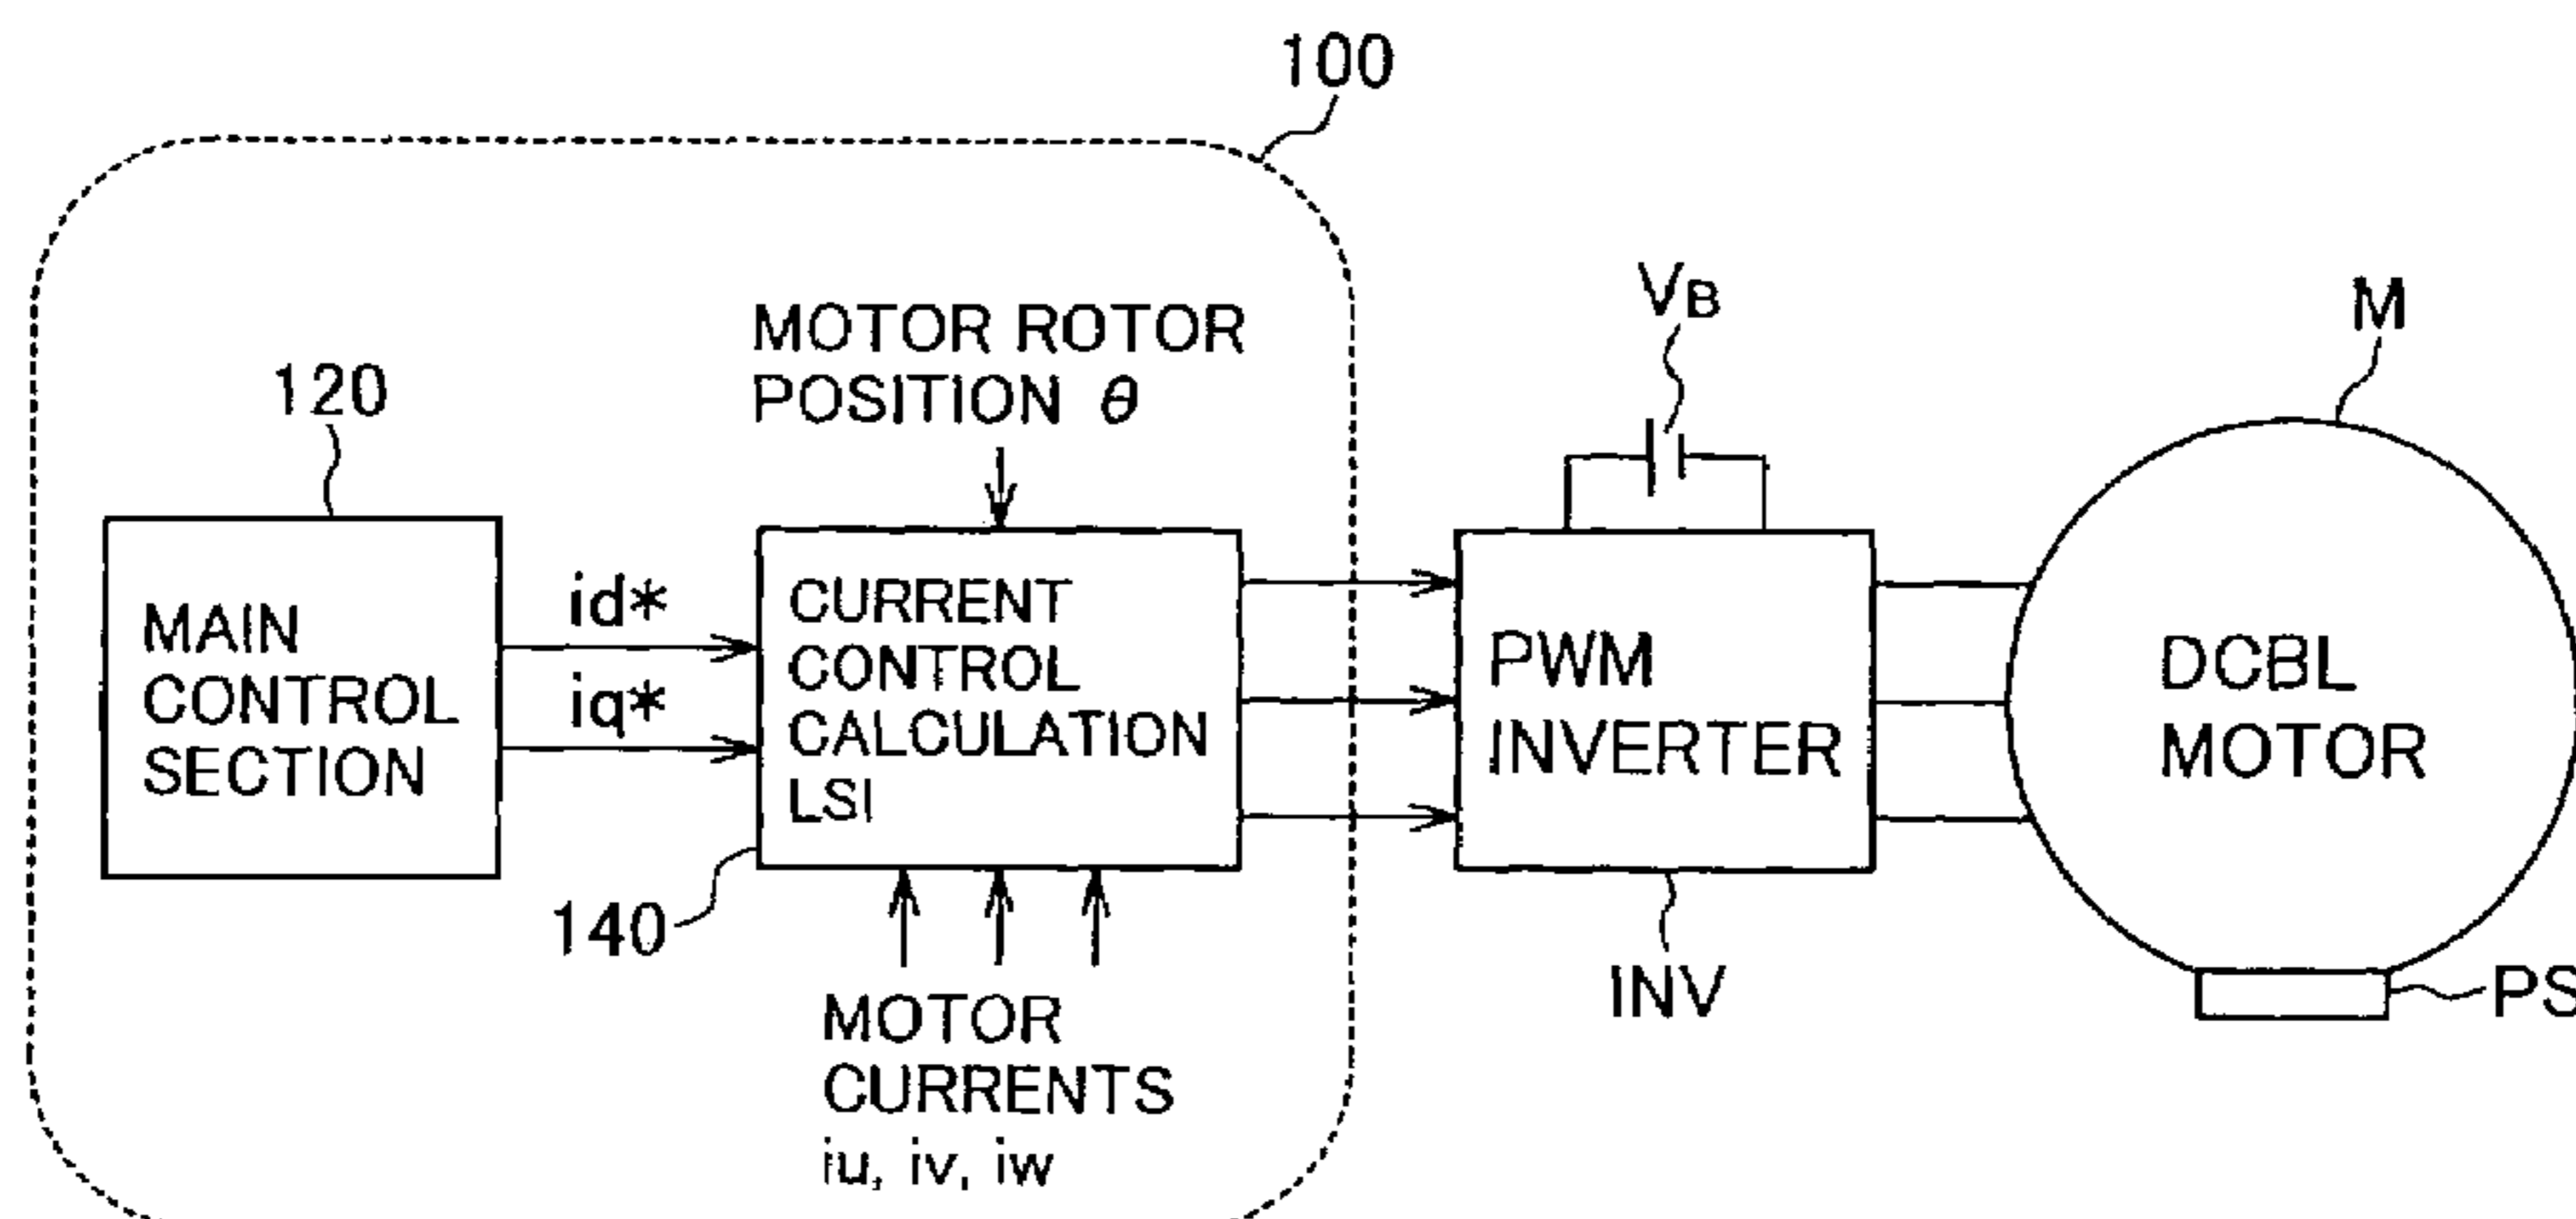 100
MOTOR ROTOR
POSITION θ
VB
M
120
MAIN
CONTROL
SECTION
id*
iq*
CURRENT
CONTROL
CALCULATION
LSI
PWM
INVERTER
DCBL
MOTOR
140
MOTOR
CURRENTS
iu, iv, iw
INV
PS